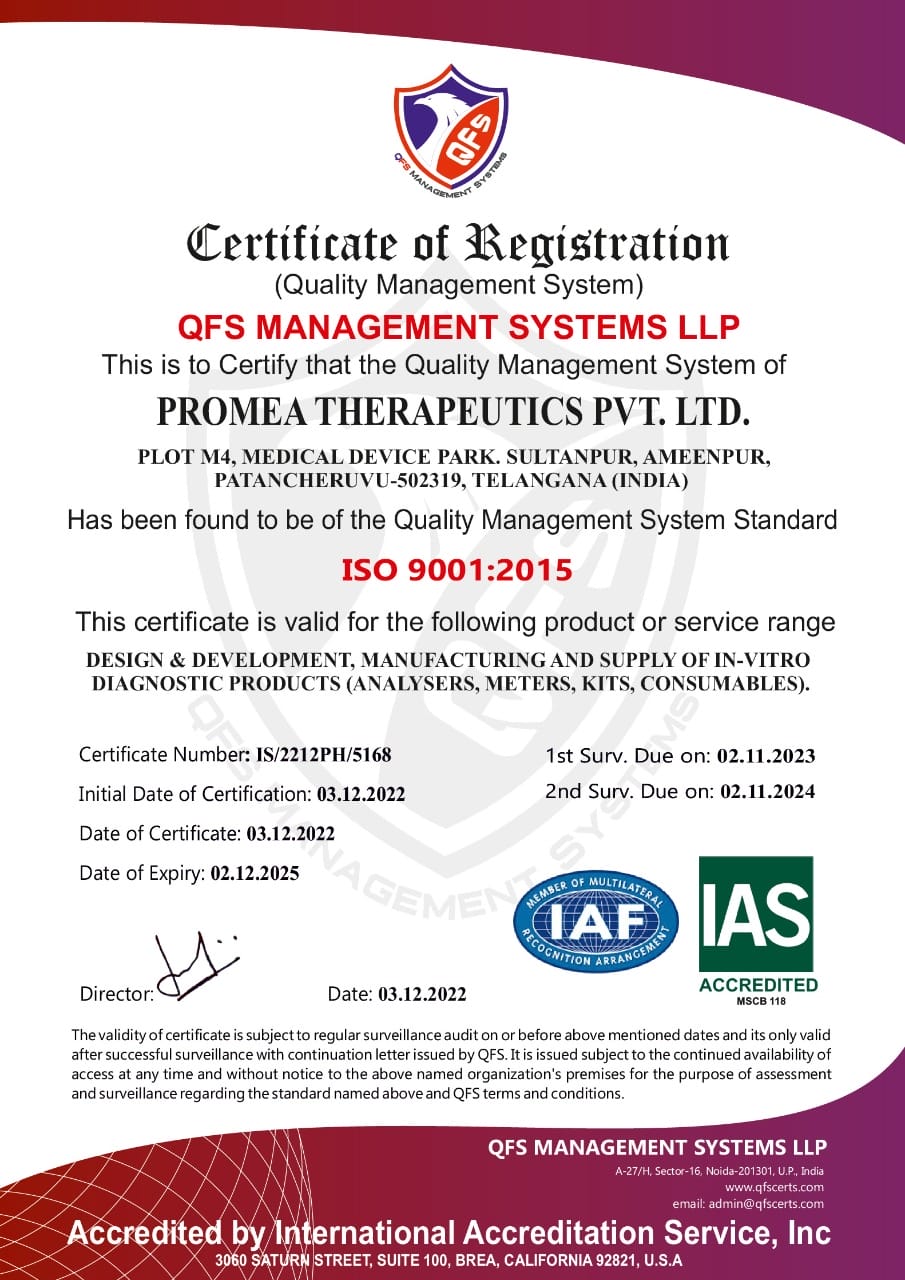 QFS
QFS MANAGEMENT SYSTEMS
Certificate of Registration
(Quality Management System)
QFS MANAGEMENT SYSTEMS LLP
This is to Certify that the Quality Management System of
PROMEA THERAPEUTICS PVT. LTD.
PLOT M4, MEDICAL DEVICE PARK. SULTANPUR, AMEENPUR,
PATANCHERUVU-502319, TELANGANA (INDIA)
Has been found to be of the Quality Management System Standard
ISO 9001:2015
This certificate is valid for the following product or service range
DESIGN & DEVELOPMENT, MANUFACTURING AND SUPPLY OF IN-VITRO
DIAGNOSTIC PRODUCTS (ANALYSERS, METERS, KITS, CONSUMABLES).
QFS MANAGEMENT SYSTEMS
Certificate Number: IS/2212PH/5168
1st Surv. Due on: 02.11.2023
Initial Date of Certification: 03.12.2022
2nd Surv. Due on: 02.11.2024
Date of Certificate: 03.12.2022
Date of Expiry: 02.12.2025
MEMBER OF MULTILATERAL
IAF
RECOGNITION ARRANGEMENT
IAS
ACCREDITED
MSCB 118
Director:
Date: 03.12.2022
The validity of certificate is subject to regular surveillance audit on or before above mentioned dates and its only valid
after successful surveillance with continuation letter issued by QFS. It is issued subject to the continued availability of
access at any time and without notice to the above named organization's premises for the purpose of assessment
and surveillance regarding the standard named above and QFS terms and conditions.
QFS MANAGEMENT SYSTEMS LLP
A-27/H, Sector-16, Noida-201301, U.P., India
www.qfscerts.com
email: admin@qfscerts.com
Accredited by International Accreditation Service, Inc
3060 SATURN STREET, SUITE 100, BREA, CALIFORNIA 92821, U.S.A